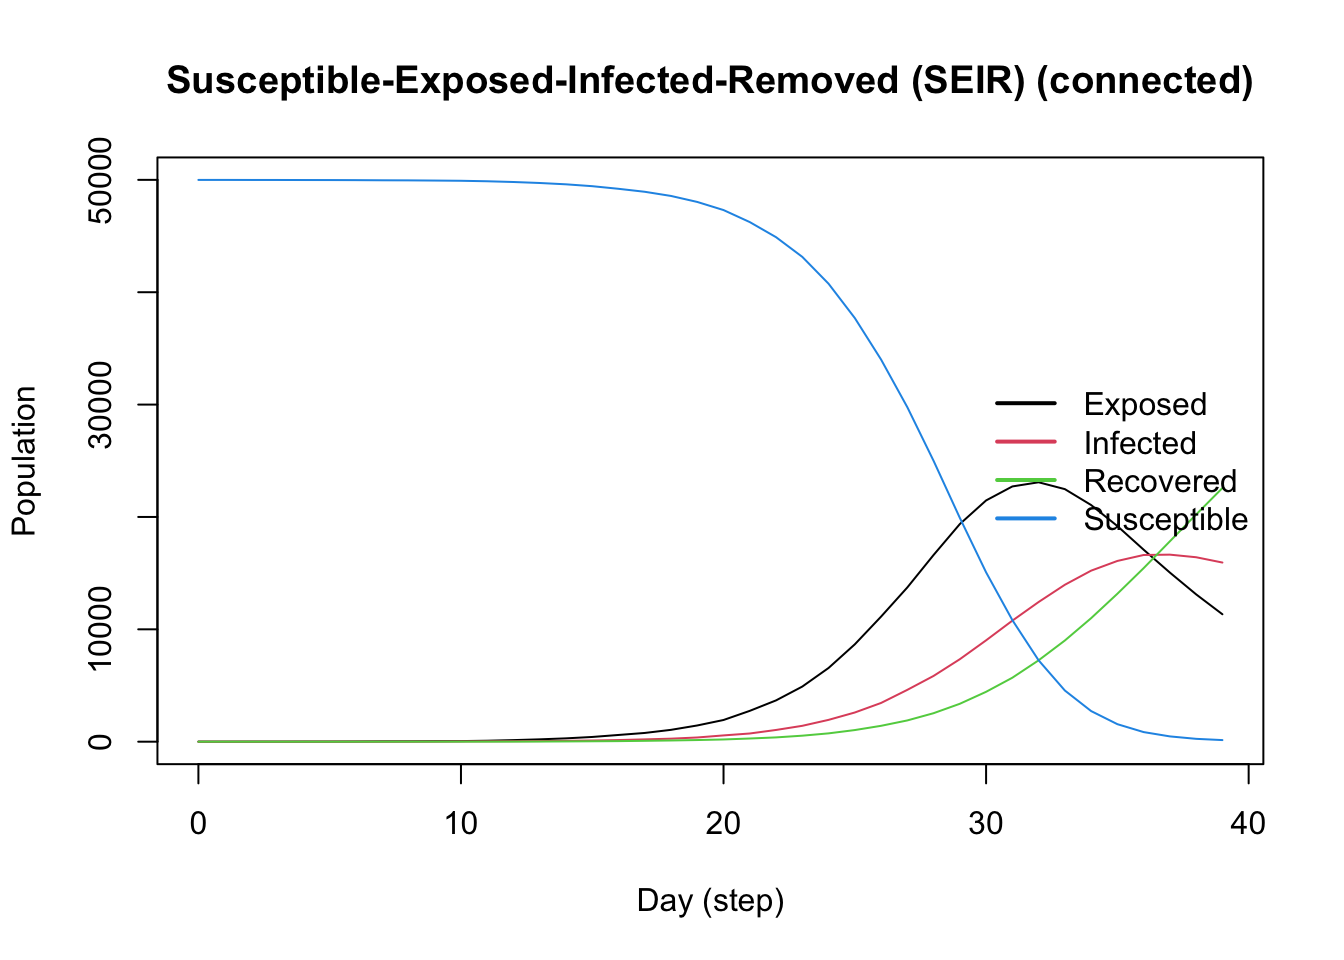 Susceptible-Exposed-Infected-Removed (SEIR) (connected)
Population
50000
30000
10000
0
Exposed
Infected
Recovered
Susceptible
0 10 20 30 40
Day (step)